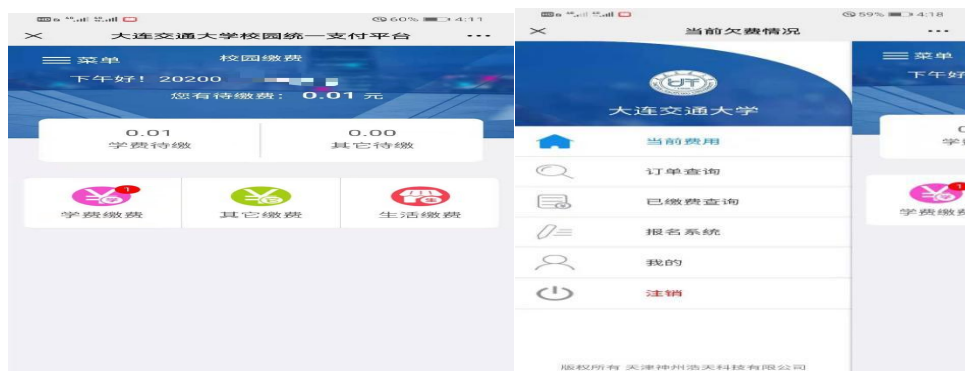 60% 4:11
大连交通大学校园统一支付平台
菜单 校园缴费
下午好！20200
您有待缴费：0.01 元
0.01 0.00
学费待缴 其它待缴
1
学费缴费 其它缴费 生活缴费
59% 4:18
当前欠费情况
大连交通大学
当前费用
订单查询
已缴费查询
报名系统
我的
注销
版权所有 天津神州浩天科技有限公司
菜单
下午好
1